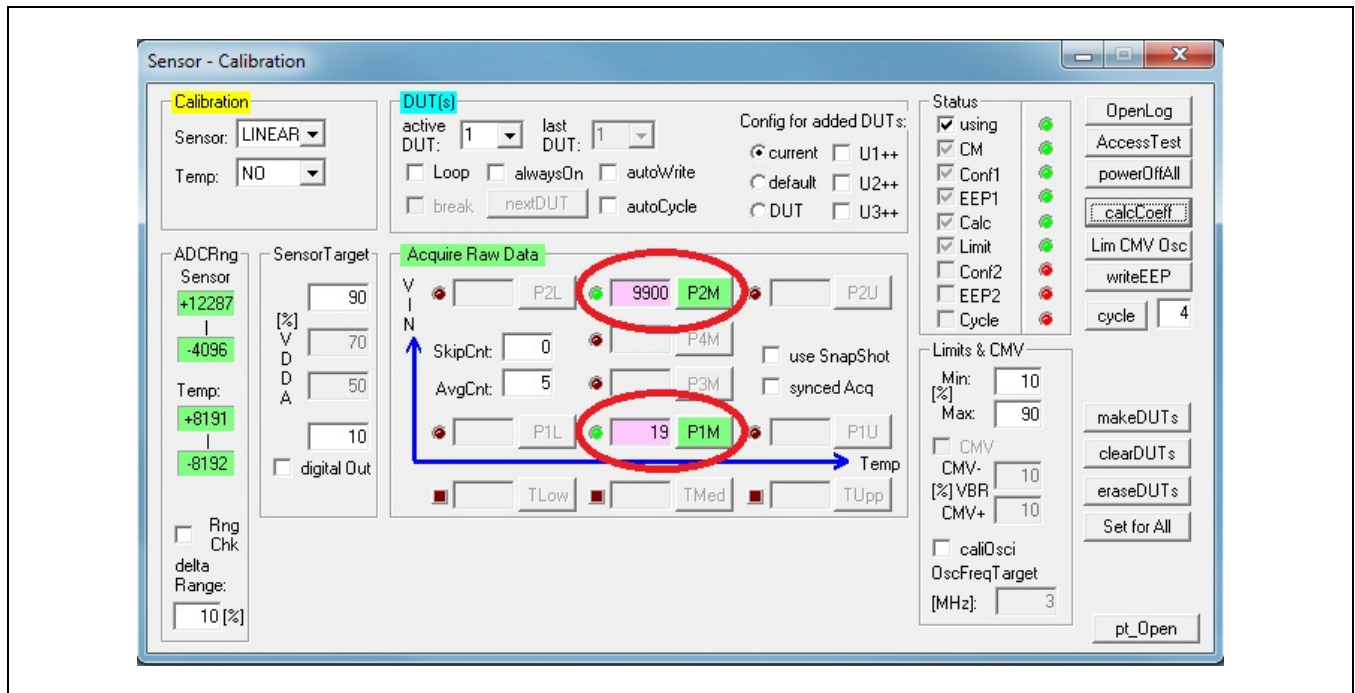 Sensor - Calibration
Calibration
Sensor: LINEAR
Temp: NO
DUT(s)
active DUT: 1 last DUT: 1
Loop alwaysOn autoWrite
break nextDUT autoCycle
Config for added DUTs:
current U1++
default U2++
DUT U3++
Status
using
CM
Conf1
EEP1
Calc
Limit
Conf2
EEP2
Cycle
OpenLog
AccessTest
powerOffAll
calcCoeff
Lim CMV Osc
writeEEP
cycle 4
ADCRng
Sensor
+12287
|
-4096
Temp:
+8191
|
-8192
Rng
Chk
delta
Range:
10 [%]
SensorTarget
[%]
V
D
D
A
90
70
50
10
digital Out
Acquire Raw Data
V
I
N
P2L 9900 P2M P2U
SkipCnt: 0 P4M use SnapShot
AvgCnt: 5 P3M synced Acq
P1L 19 P1M P1U
Temp
TLow TMed TUpp
Limits & CMV
Min: 10
[%]
Max: 90
CMV
CMV- 10
[%] VBR
CMV+ 10
caliOsci
OscFreqTarget
[MHz]: 3
makeDUTs
clearDUTs
eraseDUTs
Set for All
pt_Open